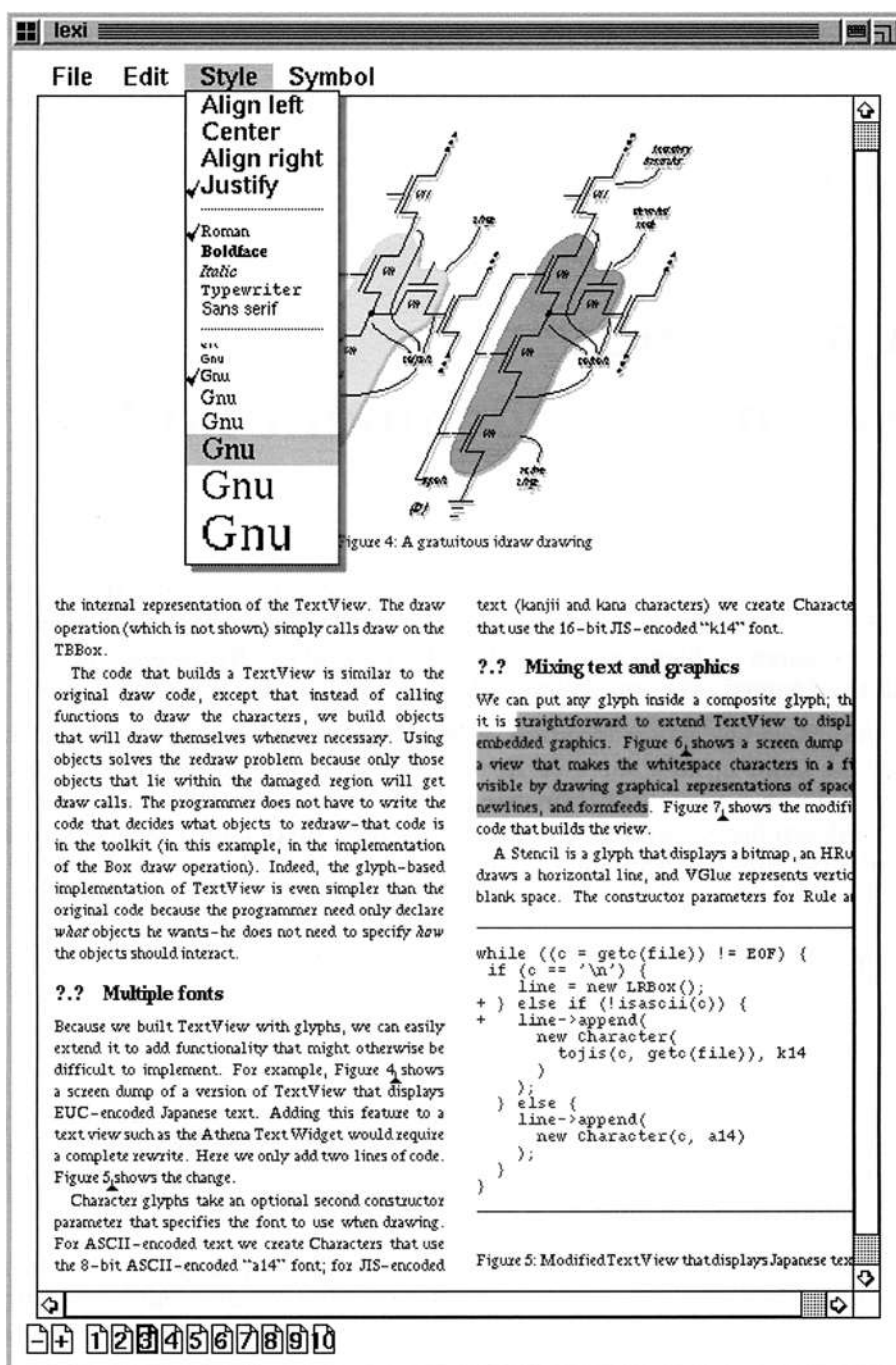 lexi
File Edit Style Symbol
Align left
Center
Align right
Justify
Roman
Boldface
Italic
Typewriter
Sans serif
Gnu
Gnu
Gnu
Gnu
Gnu
Gnu
Gnu
Figure 4: A gratuitous idraw drawing
the internal representation of the TextView. The draw
operation (which is not shown) simply calls draw on the
TBBox.
The code that builds a TextView is similar to the
original draw code, except that instead of calling
functions to draw the characters, we build objects
that will draw themselves whenever necessary. Using
objects solves the redraw problem because only those
objects that lie within the damaged region will get
draw calls. The programmer does not have to write the
code that decides what objects to redraw–that code is
in the toolkit (in this example, in the implementation
of the Box draw operation). Indeed, the glyph-based
implementation of TextView is even simpler than the
original code because the programmer need only declare
what objects he wants–he does not need to specify how
the objects should interact.
?.? Multiple fonts
Because we built TextView with glyphs, we can easily
extend it to add functionality that might otherwise be
difficult to implement. For example, Figure 4 shows
a screen dump of a version of TextView that displays
EUC-encoded Japanese text. Adding this feature to a
text view such as the Athena Text Widget would require
a complete rewrite. Here we only add two lines of code.
Figure 5 shows the change.
Character glyphs take an optional second constructor
parameter that specifies the font to use when drawing.
For ASCII-encoded text we create Characters that use
the 8-bit ASCII-encoded "a14" font; for JIS-encoded
text (kanjii and kana characters) we create Characte
that use the 16-bit JIS-encoded "k14" font.
?.? Mixing text and graphics
We can put any glyph inside a composite glyph; th
it is straightforward to extend TextView to displ
embedded graphics. Figure 6 shows a screen dump
a view that makes the whitespace characters in a fi
visible by drawing graphical representations of space
newlines, and formfeeds. Figure 7 shows the modifi
code that builds the view.
A Stencil is a glyph that displays a bitmap, an HRu
draws a horizontal line, and VGlue represents vertic
blank space. The constructor parameters for Rule a
while ((c = getc(file)) != EOF) {
if (c == '\n') {
line = new LRBox();
+ } else if (!isascii(c)) {
+ line->append(
new Character(
tojis(c, getc(file)), k14
)
);
} else {
line->append(
new Character(c, a14)
);
}
}
Figure 5: Modified TextView that displays Japanese tex
- + 1 2 3 4 5 6 7 8 9 10